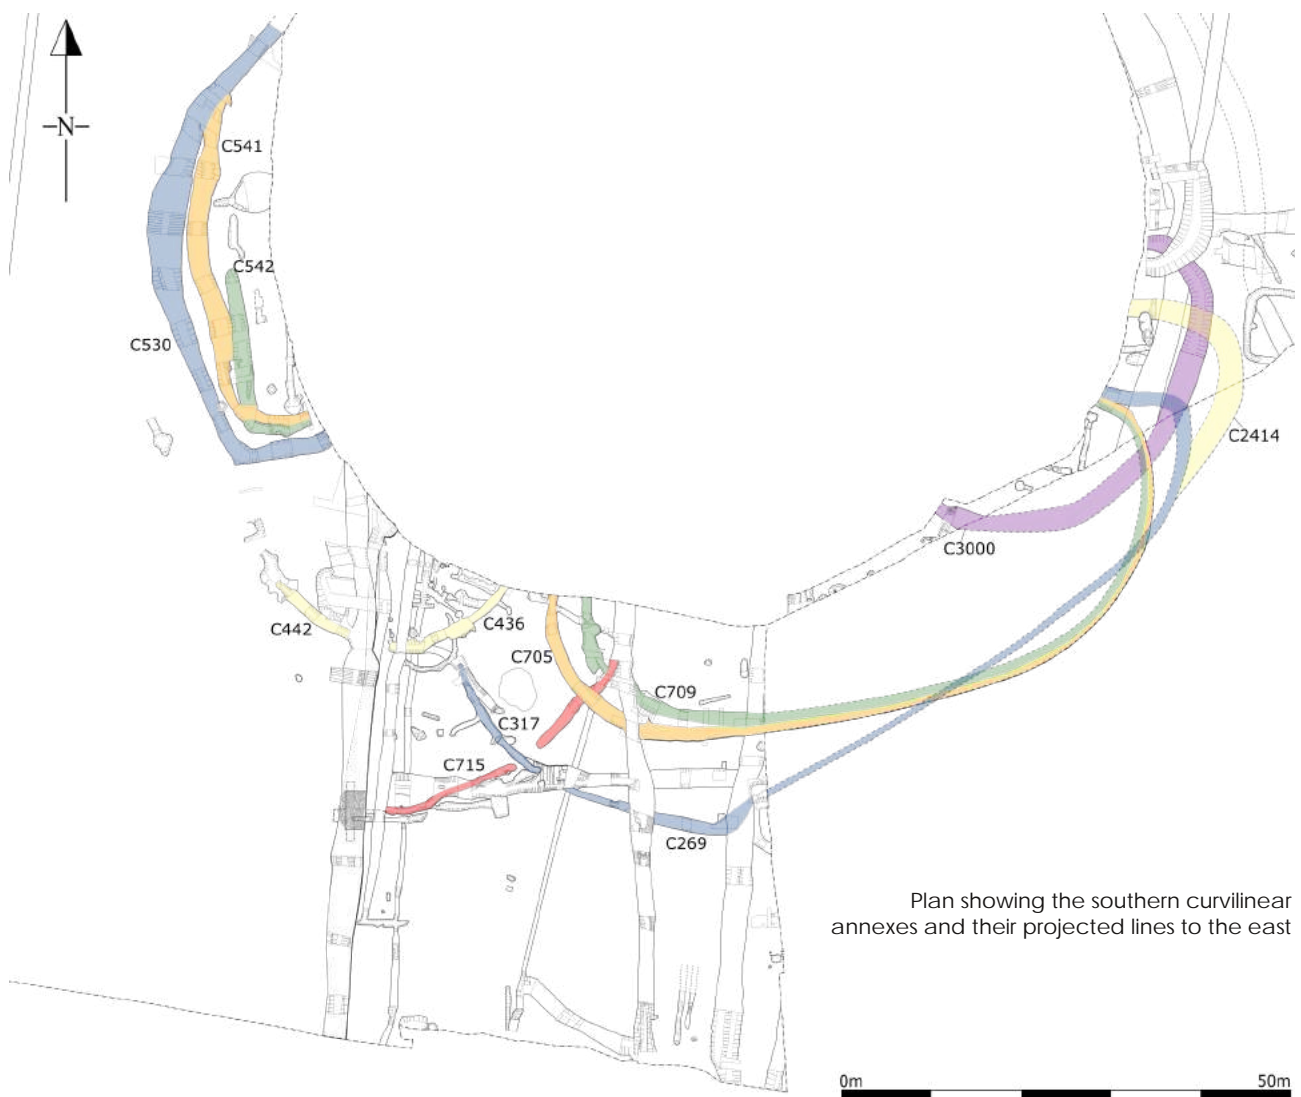 N
C541
C542
C530
C2414
C3000
C442
C436
C705
C709
C317
C715
C269
Plan showing the southern curvilinear
annexes and their projected lines to the east
0m 50m